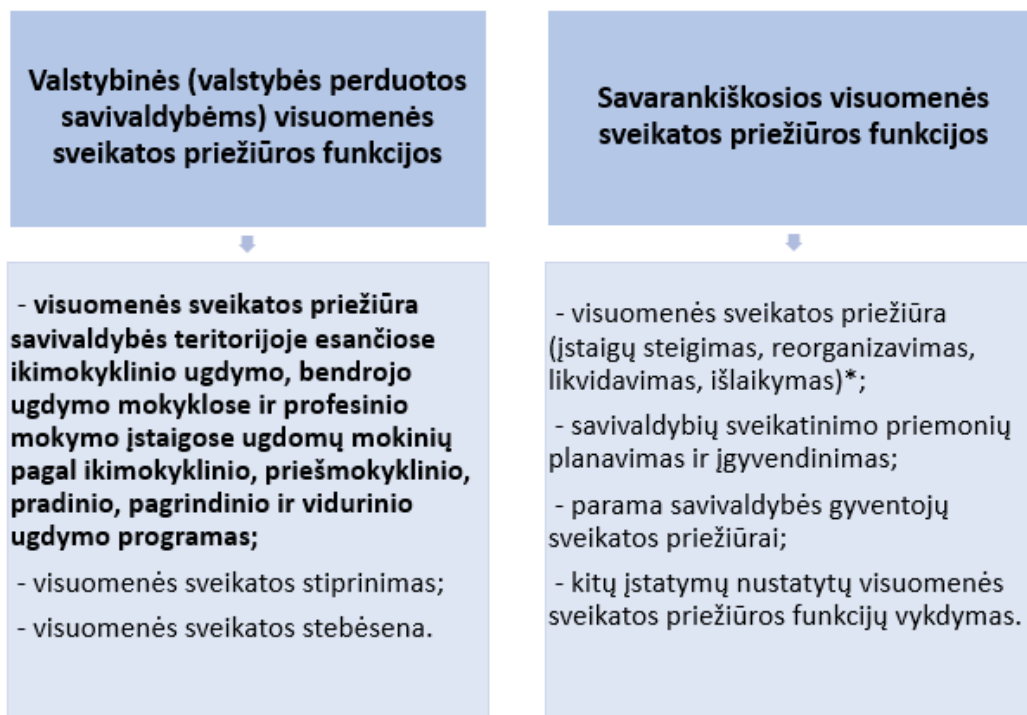 Valstybinės (valstybės perduotos
savivaldybėms) visuomenės
sveikatos priežiūros funkcijos
- visuomenės sveikatos priežiūra
savivaldybės teritorijoje esančiose
ikimokyklinio ugdymo, bendrojo
ugdymo mokyklose ir profesinio
mokymo įstaigose ugdomų mokinių
pagal ikimokyklinio, priešmokyklinio,
pradinio, pagrindinio ir vidurinio
ugdymo programas;
- visuomenės sveikatos stiprinimas;
- visuomenės sveikatos stebėsena.
Savarankiškosios visuomenės
sveikatos priežiūros funkcijos
- visuomenės sveikatos priežiūra
(įstaigų steigimas, reorganizavimas,
likvidavimas, išlaikymas)*;
- savivaldybių sveikatinimo priemonių
planavimas ir įgyvendinimas;
- parama savivaldybės gyventojų
sveikatos priežiūrai;
- kitų įstatymų nustatytų visuomenės
sveikatos priežiūros funkcijų vykdymas.